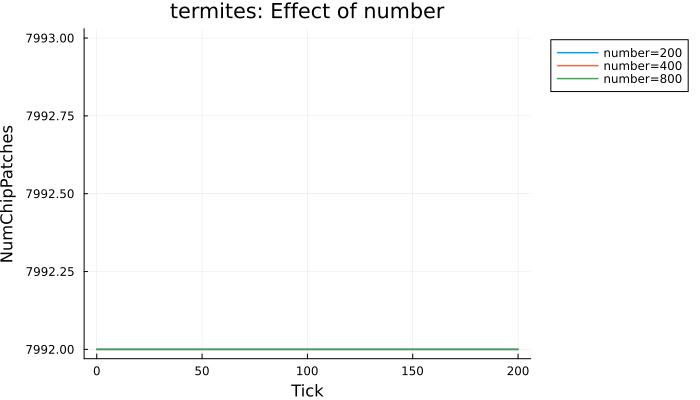 termites: Effect of number
number=200
number=400
number=800
NumChipPatches
7993.00
7992.75
7992.50
7992.25
7992.00
0 50 100 150 200
Tick